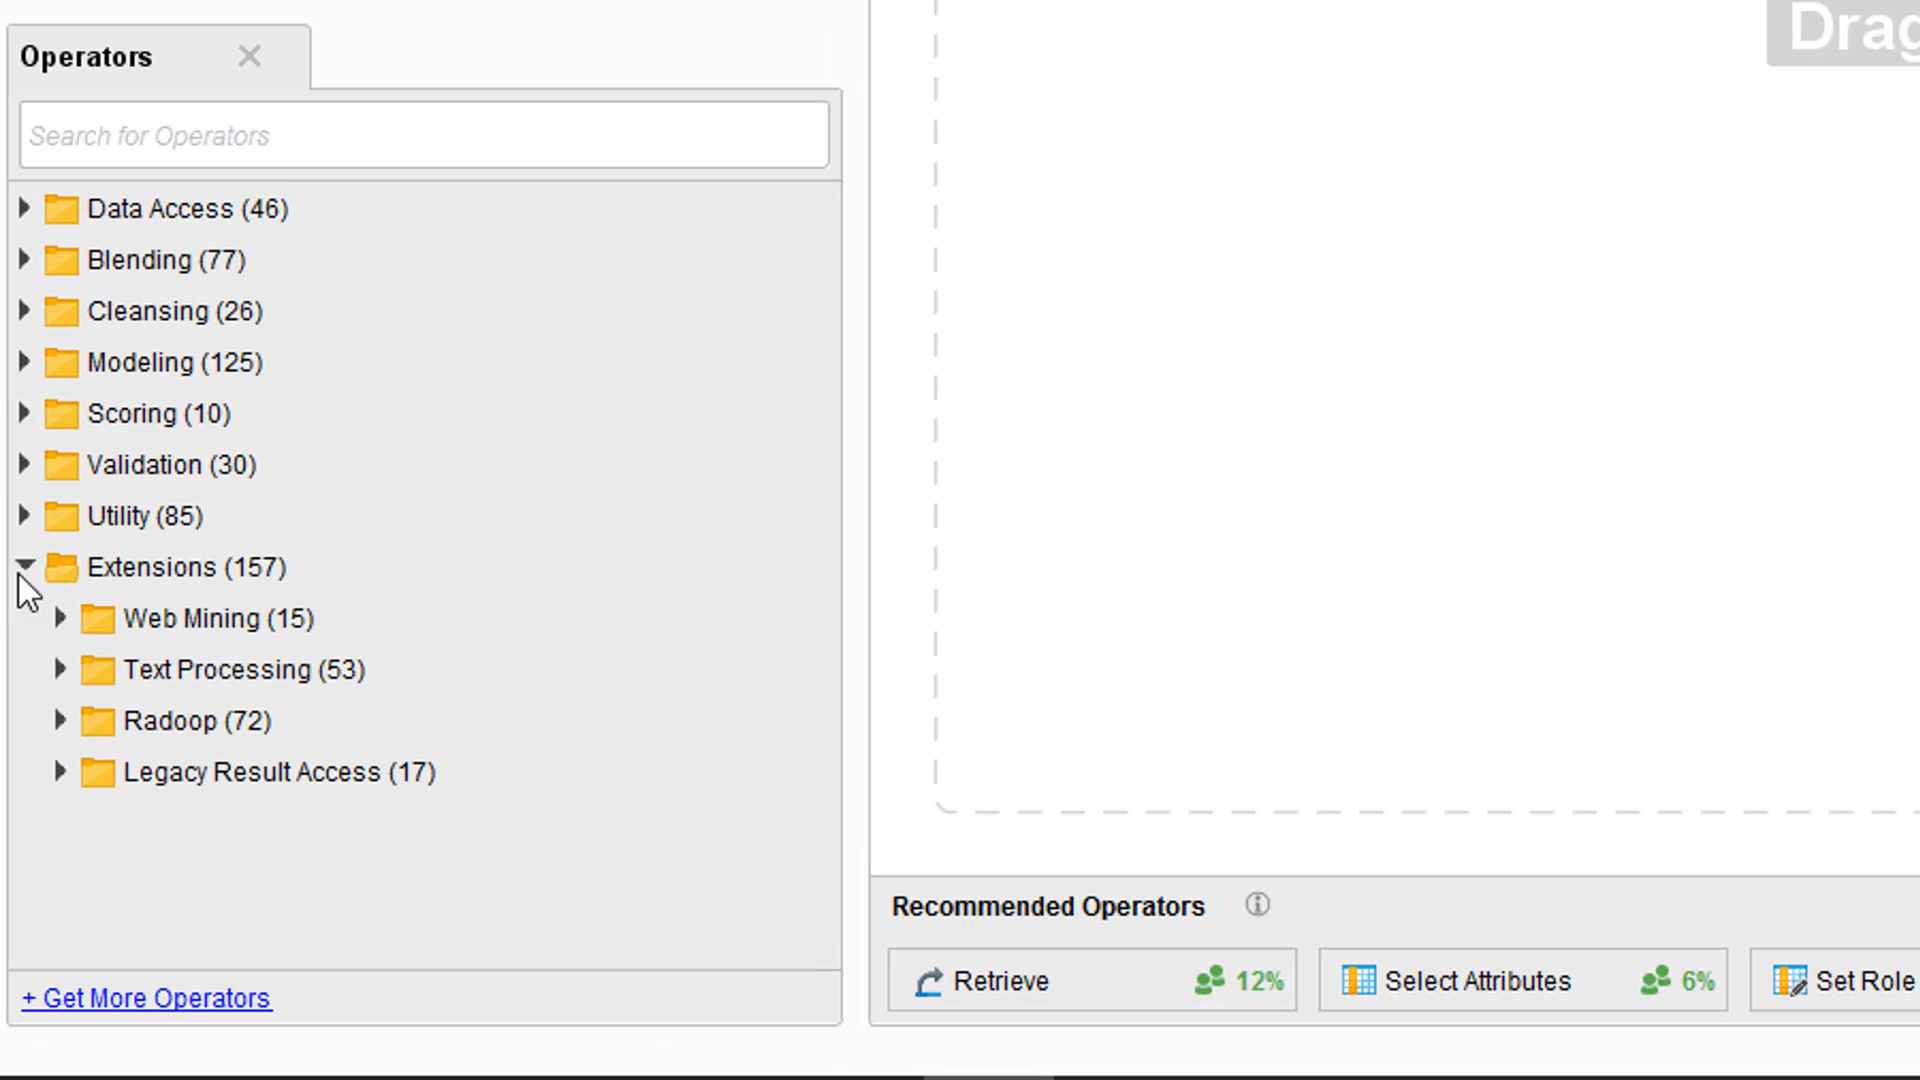 Operators
Search for Operators
Data Access (46)
Blending (77)
Cleansing (26)
Modeling (125)
Scoring (10)
Validation (30)
Utility (85)
Extensions (157)
Web Mining (15)
Text Processing (53)
Radoop (72)
Legacy Result Access (17)
+ Get More Operators
Drag
Recommended Operators
Retrieve 12%
Select Attributes 6%
Set Role